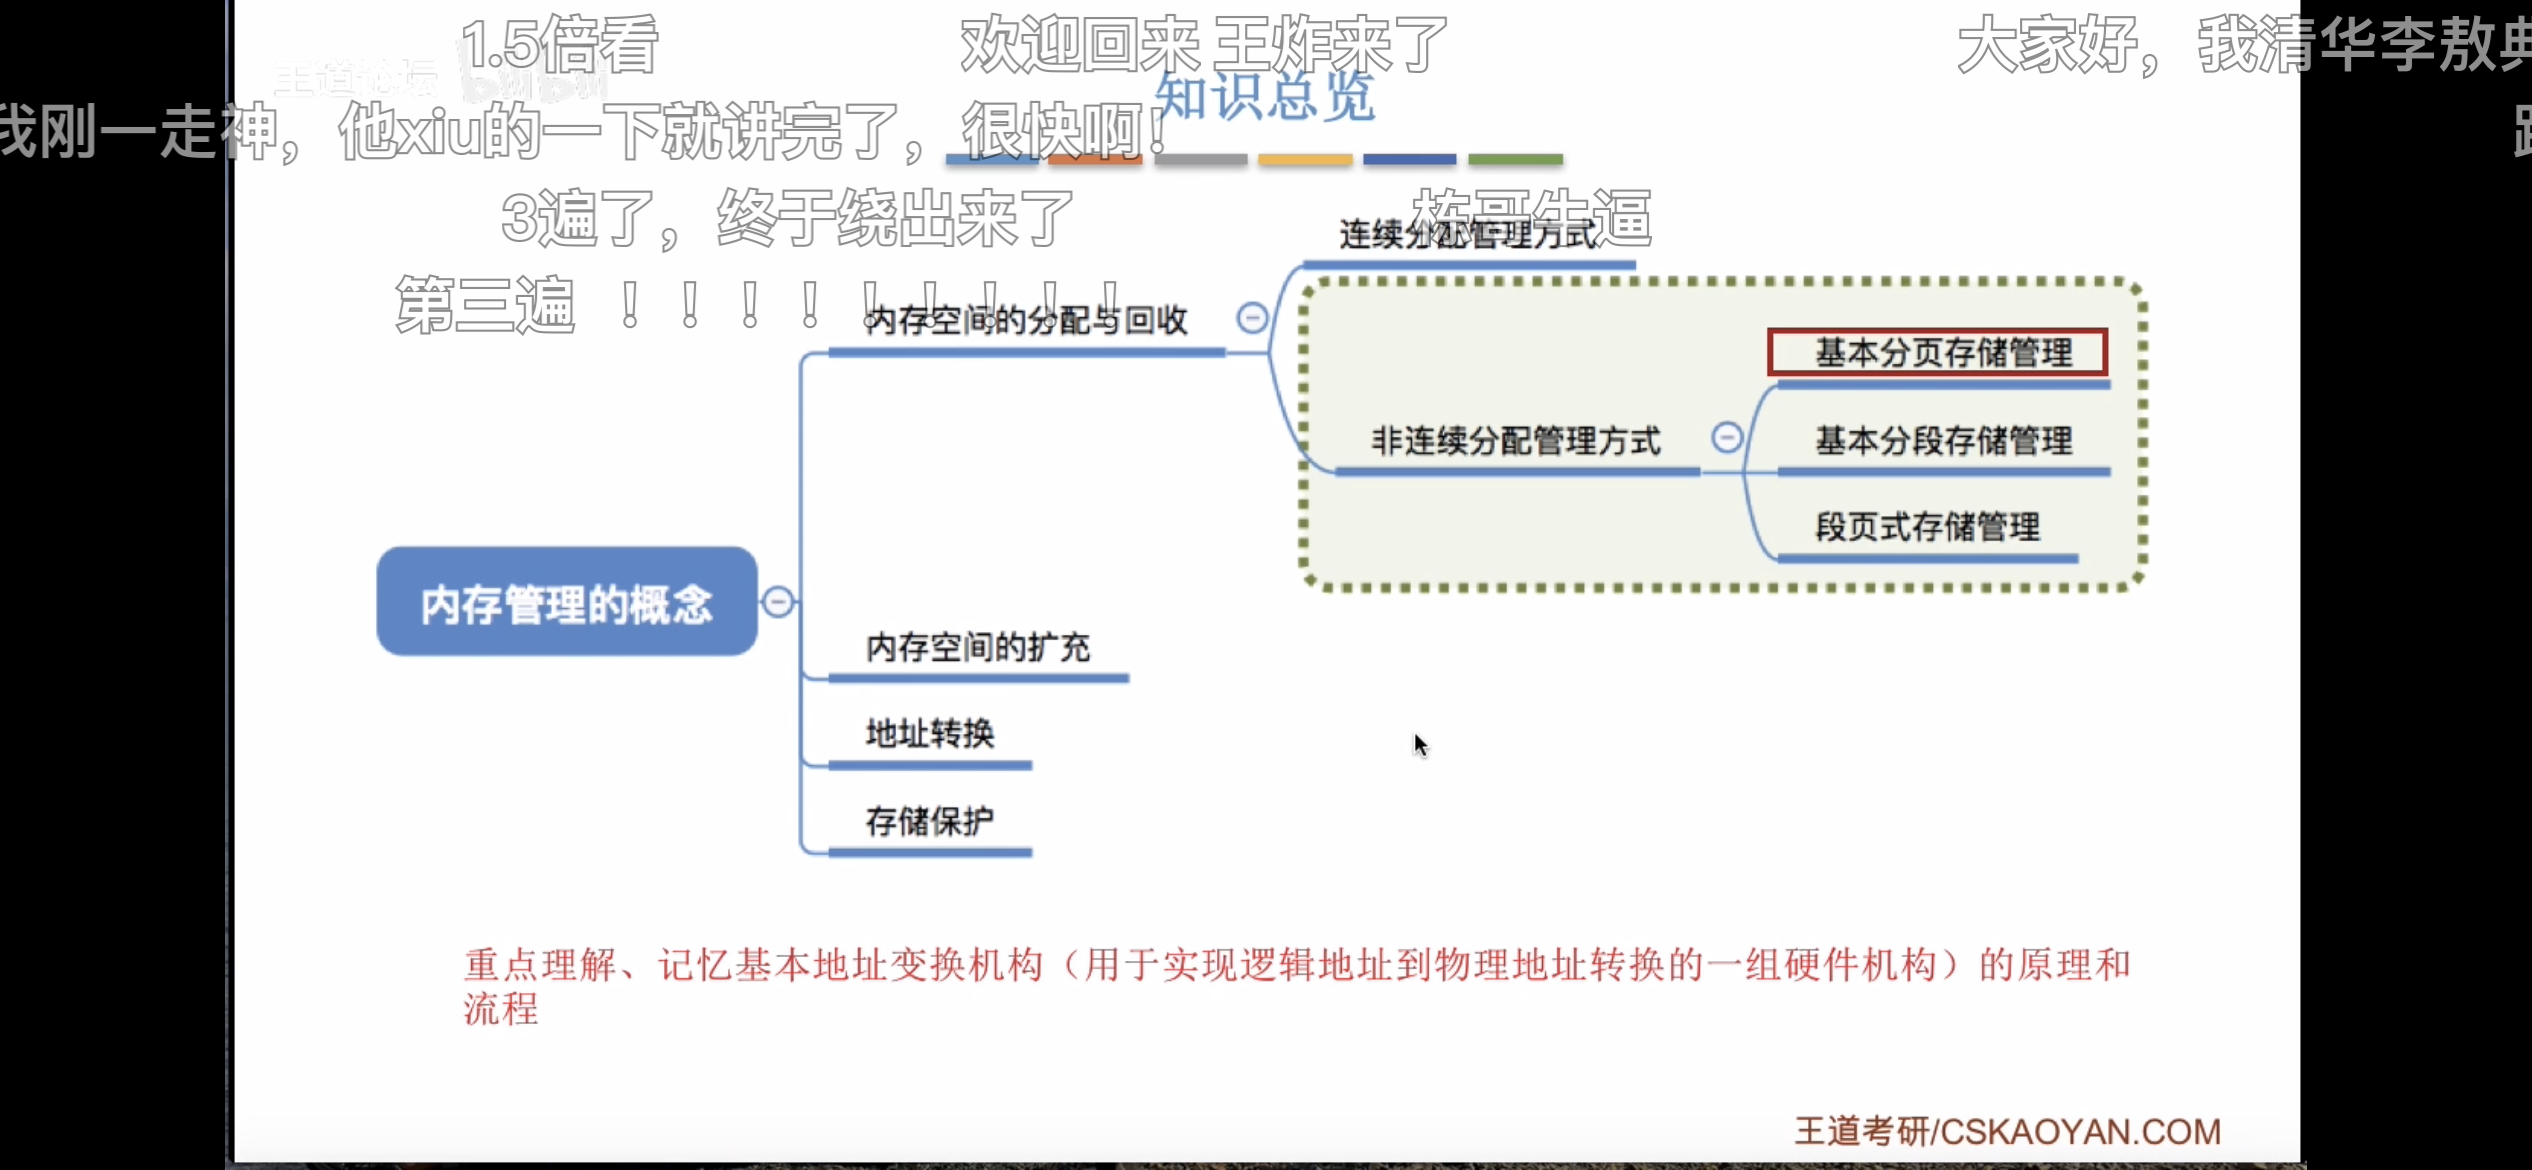 1.5倍看
欢迎回来 王炸来了
大家好，我清华李敖典
王道论坛 bilibili
知识总览
我刚一走神，他xiu的一下就讲完了，很快啊！
3遍了，终于绕出来了
栋哥牛逼
连续分配管理方式
第三遍 ！！！！！！！！！
内存空间的分配与回收
基本分页存储管理
非连续分配管理方式
基本分段存储管理
段页式存储管理
内存管理的概念
内存空间的扩充
地址转换
存储保护
重点理解、记忆基本地址变换机构（用于实现逻辑地址到物理地址转换的一组硬件机构）的原理和
流程
王道考研/CSKAOYAN.COM